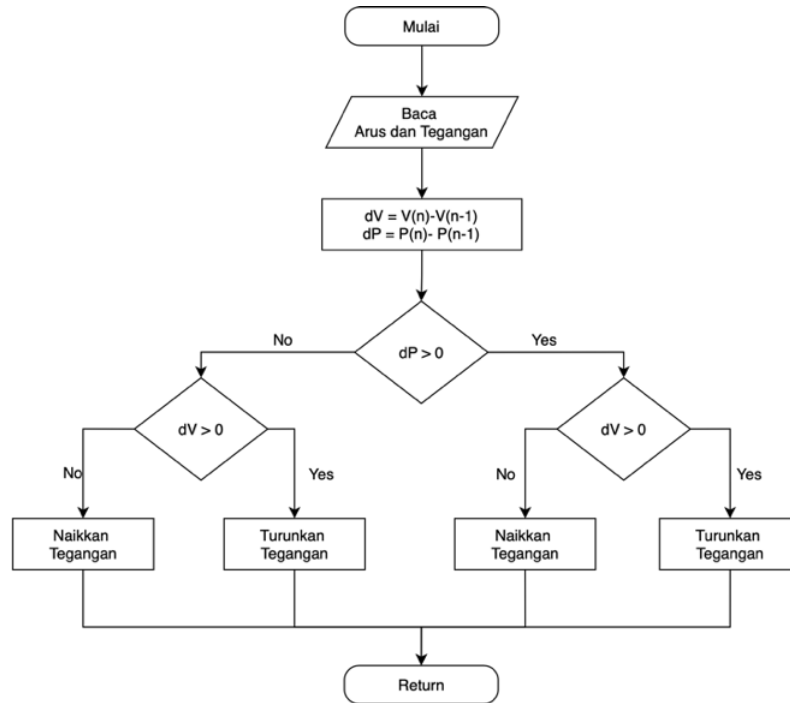 Mulai
Baca
Arus dan Tegangan
dV = V(n)-V(n-1)
dP = P(n)- P(n-1)
No
dP > 0
Yes
dV > 0
dV > 0
No
Yes
No
Yes
Naikkan
Tegangan
Turunkan
Tegangan
Naikkan
Tegangan
Turunkan
Tegangan
Return